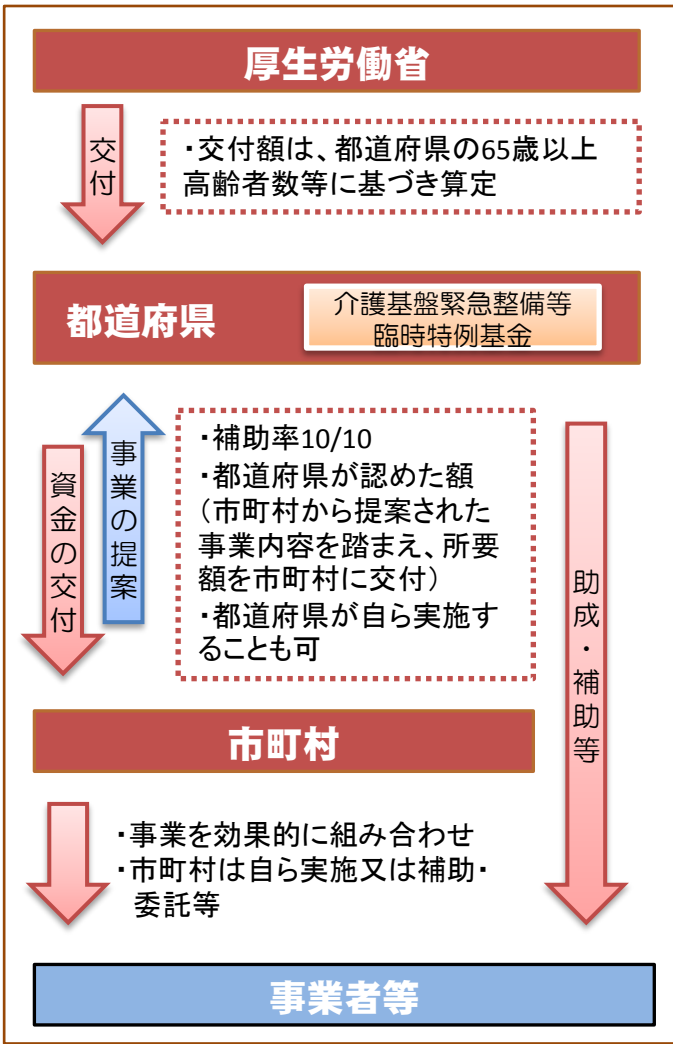 厚生労働省
交付
・交付額は、都道府県の65歳以上
高齢者数等に基づき算定
都道府県
介護基盤緊急整備等
臨時特例基金
資金の交付
事業の提案
・補助率10/10
・都道府県が認めた額
（市町村から提案された
事業内容を踏まえ、所要
額を市町村に交付）
・都道府県が自ら実施す
ることも可
助成・補助等
市町村
・事業を効果的に組み合わせ
・市町村は自ら実施又は補助・
委託等
事業者等